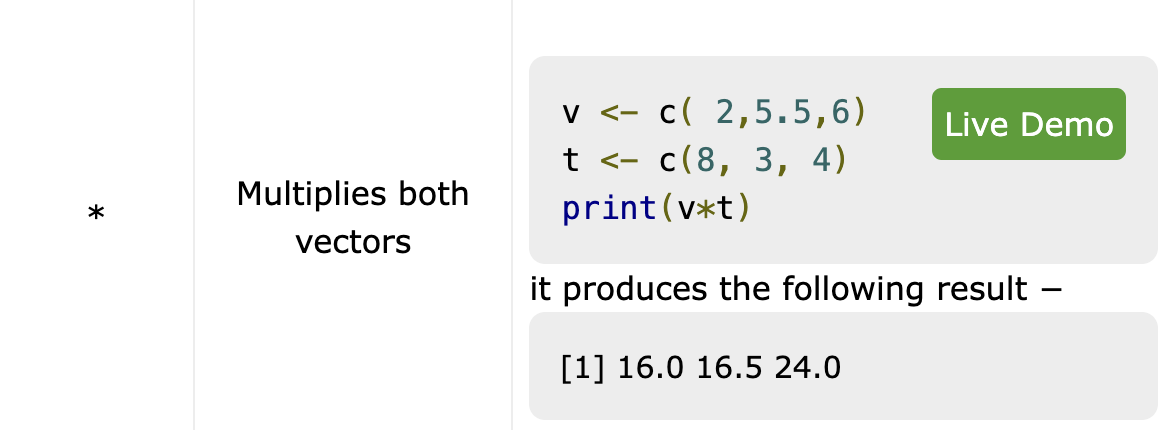 *
Multiplies both
vectors
v <- c( 2,5.5,6)
t <- c(8, 3, 4)
print(v*t)
Live Demo
it produces the following result −
[1] 16.0 16.5 24.0